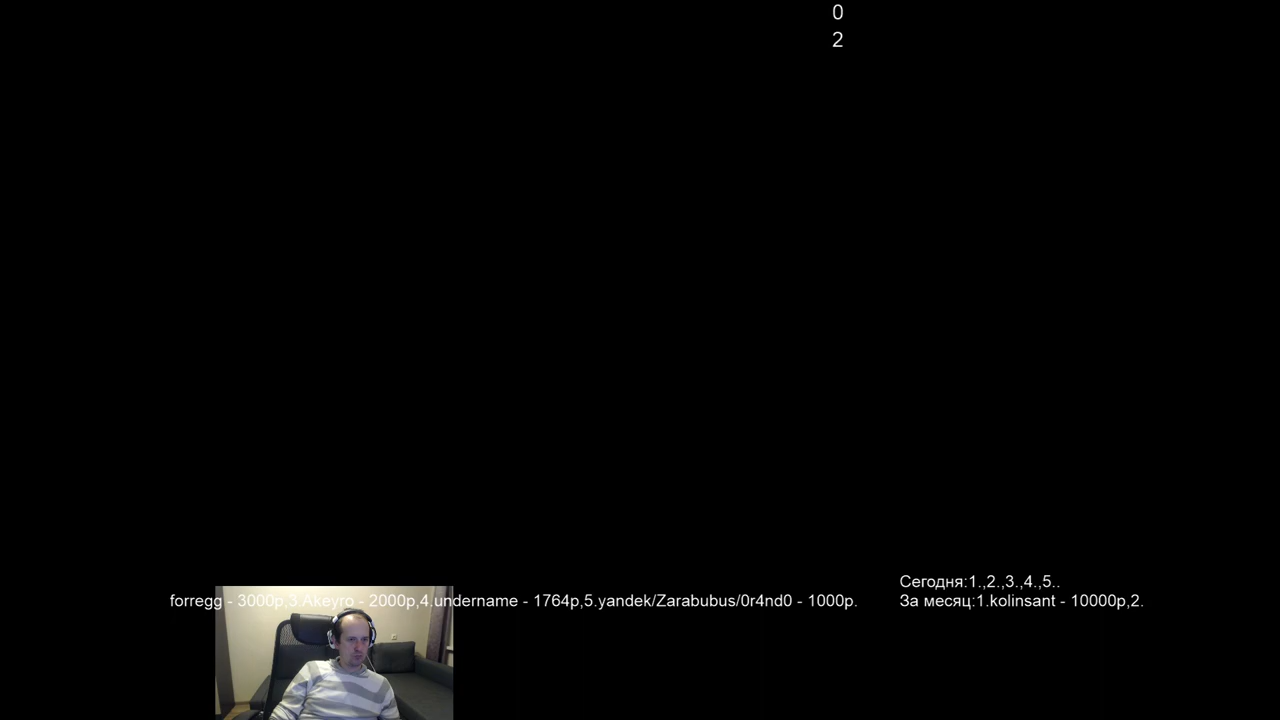 0
2
Сегодня:1.,2.,3.,4.,5..
forregg - 3000р,3.Akeyro - 2000р,4.undername - 1764р,5.yandek/Zarabubus/0r4nd0 - 1000р.
За месяц:1.kolinsant - 10000р,2.